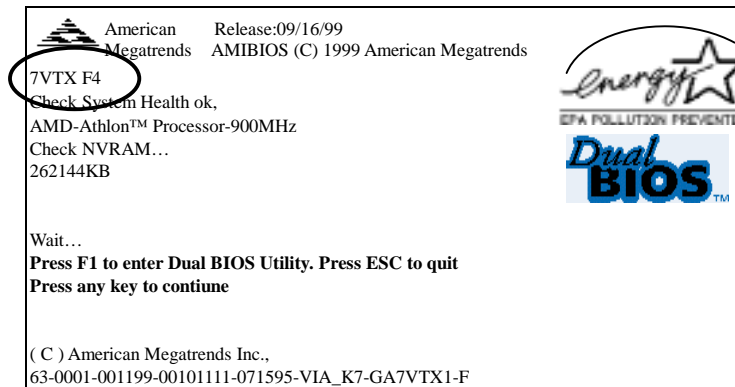 American Release:09/16/99
Megatrends AMIBIOS (C) 1999 American Megatrends
7VTX F4
Check System Health ok,
AMD-Athlon™ Processor-900MHz
Check NVRAM…
262144KB
energy
EPA POLLUTION PREVENT
Dual
BIOS TM
Wait…
Press F1 to enter Dual BIOS Utility. Press ESC to quit
Press any key to contiune
( C ) American Megatrends Inc.,
63-0001-001199-00101111-071595-VIA_K7-GA7VTX1-F